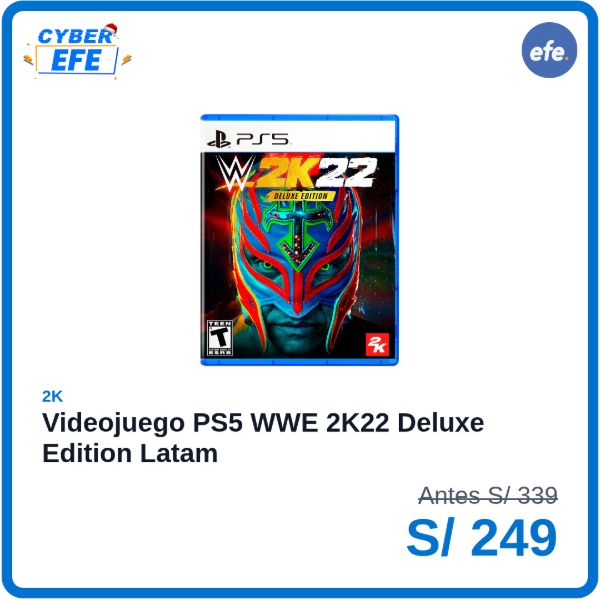 CYBER
EFE
efe.
PS5
W 2K22
DELUXE EDITION
TEEN
T
ESRB
2K
2K
Videojuego PS5 WWE 2K22 Deluxe
Edition Latam
Antes S/ 339
S/ 249